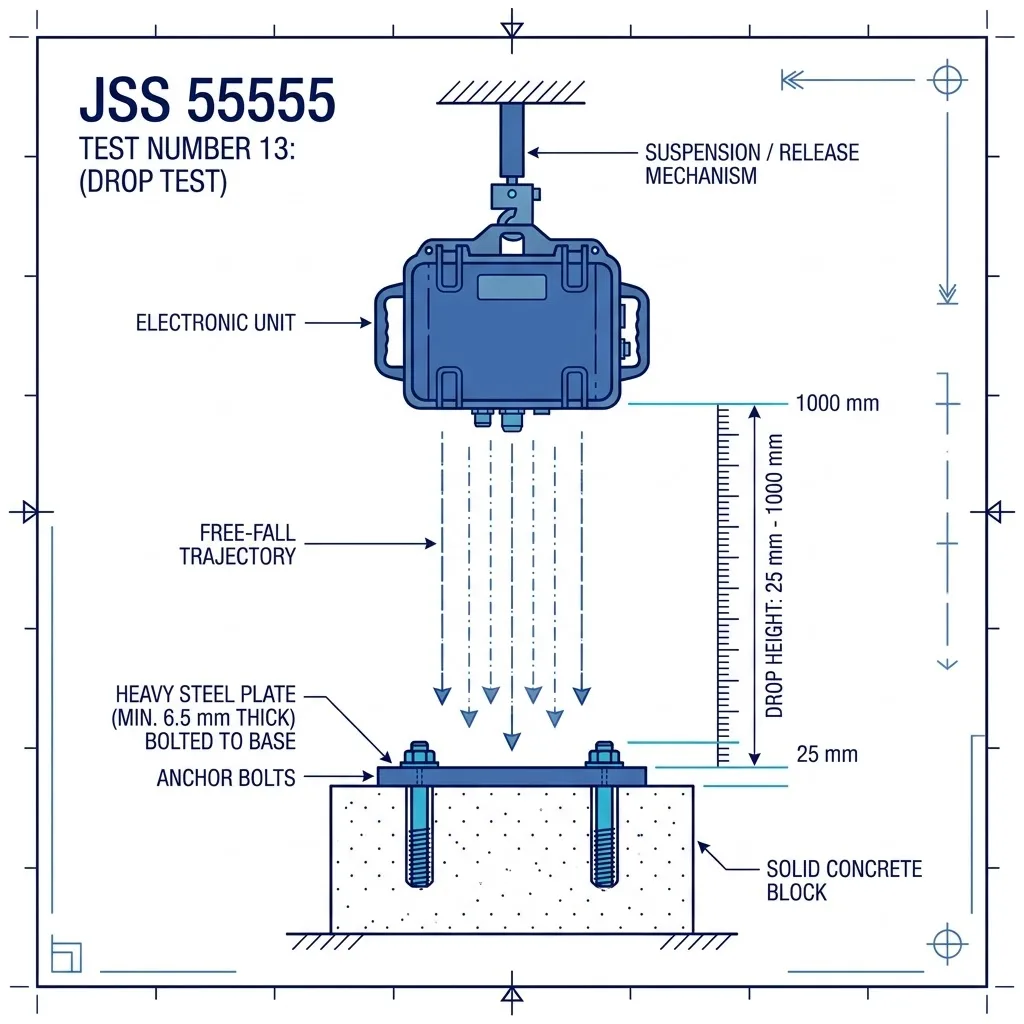 JSS 55555
TEST NUMBER 13:
(DROP TEST)
SUSPENSION / RELEASE
MECHANISM
ELECTRONIC UNIT
1000 mm
DROP HEIGHT: 25 mm - 1000 mm
FREE-FALL
TRAJECTORY
HEAVY STEEL PLATE
(MIN. 6.5 mm THICK)
BOLTED TO BASE
25 mm
ANCHOR BOLTS
SOLID CONCRETE
BLOCK